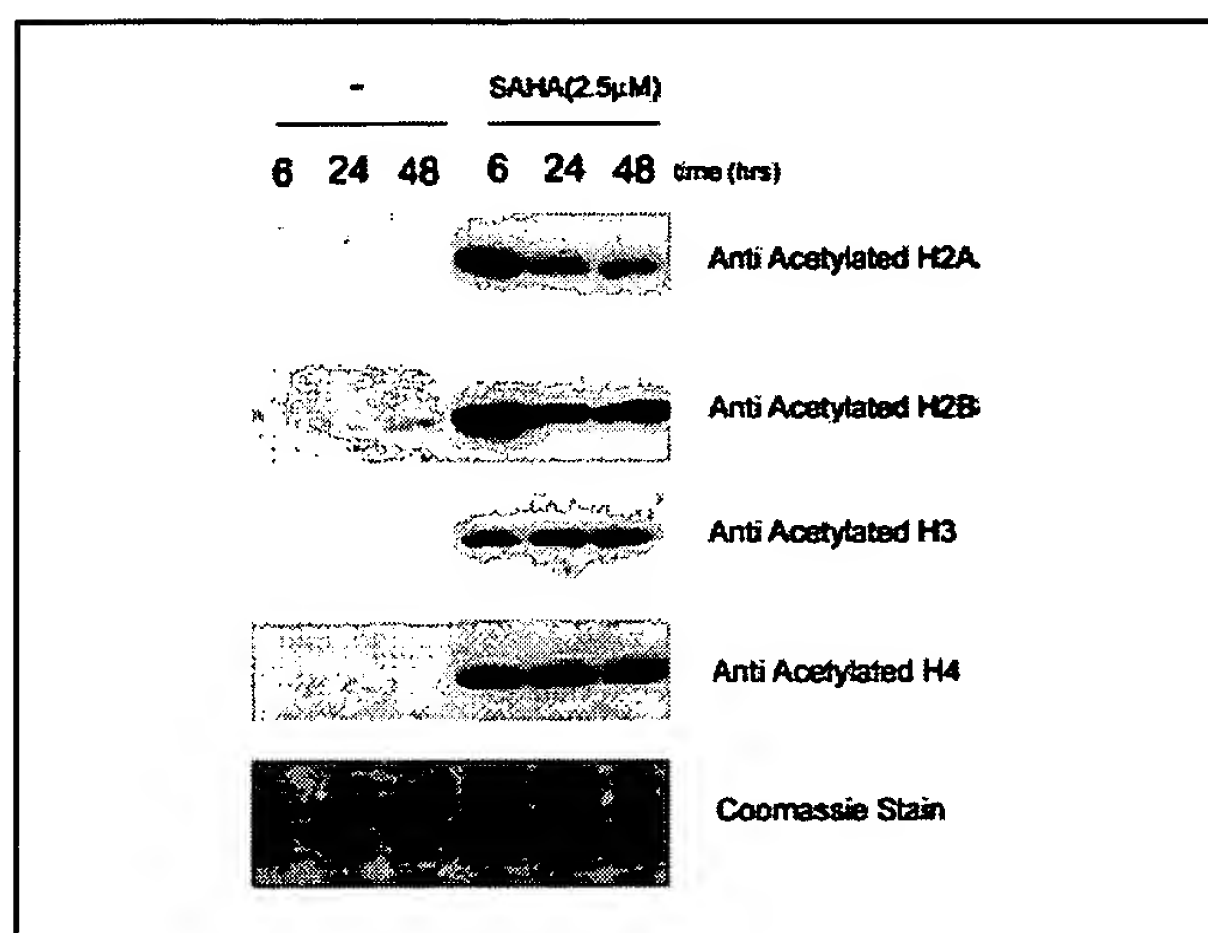 - SAHA(2.5µM)
6 24 48 6 24 48 time (hrs)
Anti Acetylated H2A
Anti Acetylated H2B
Anti Acetylated H3
Anti Acetylated H4
Coomassie Stain